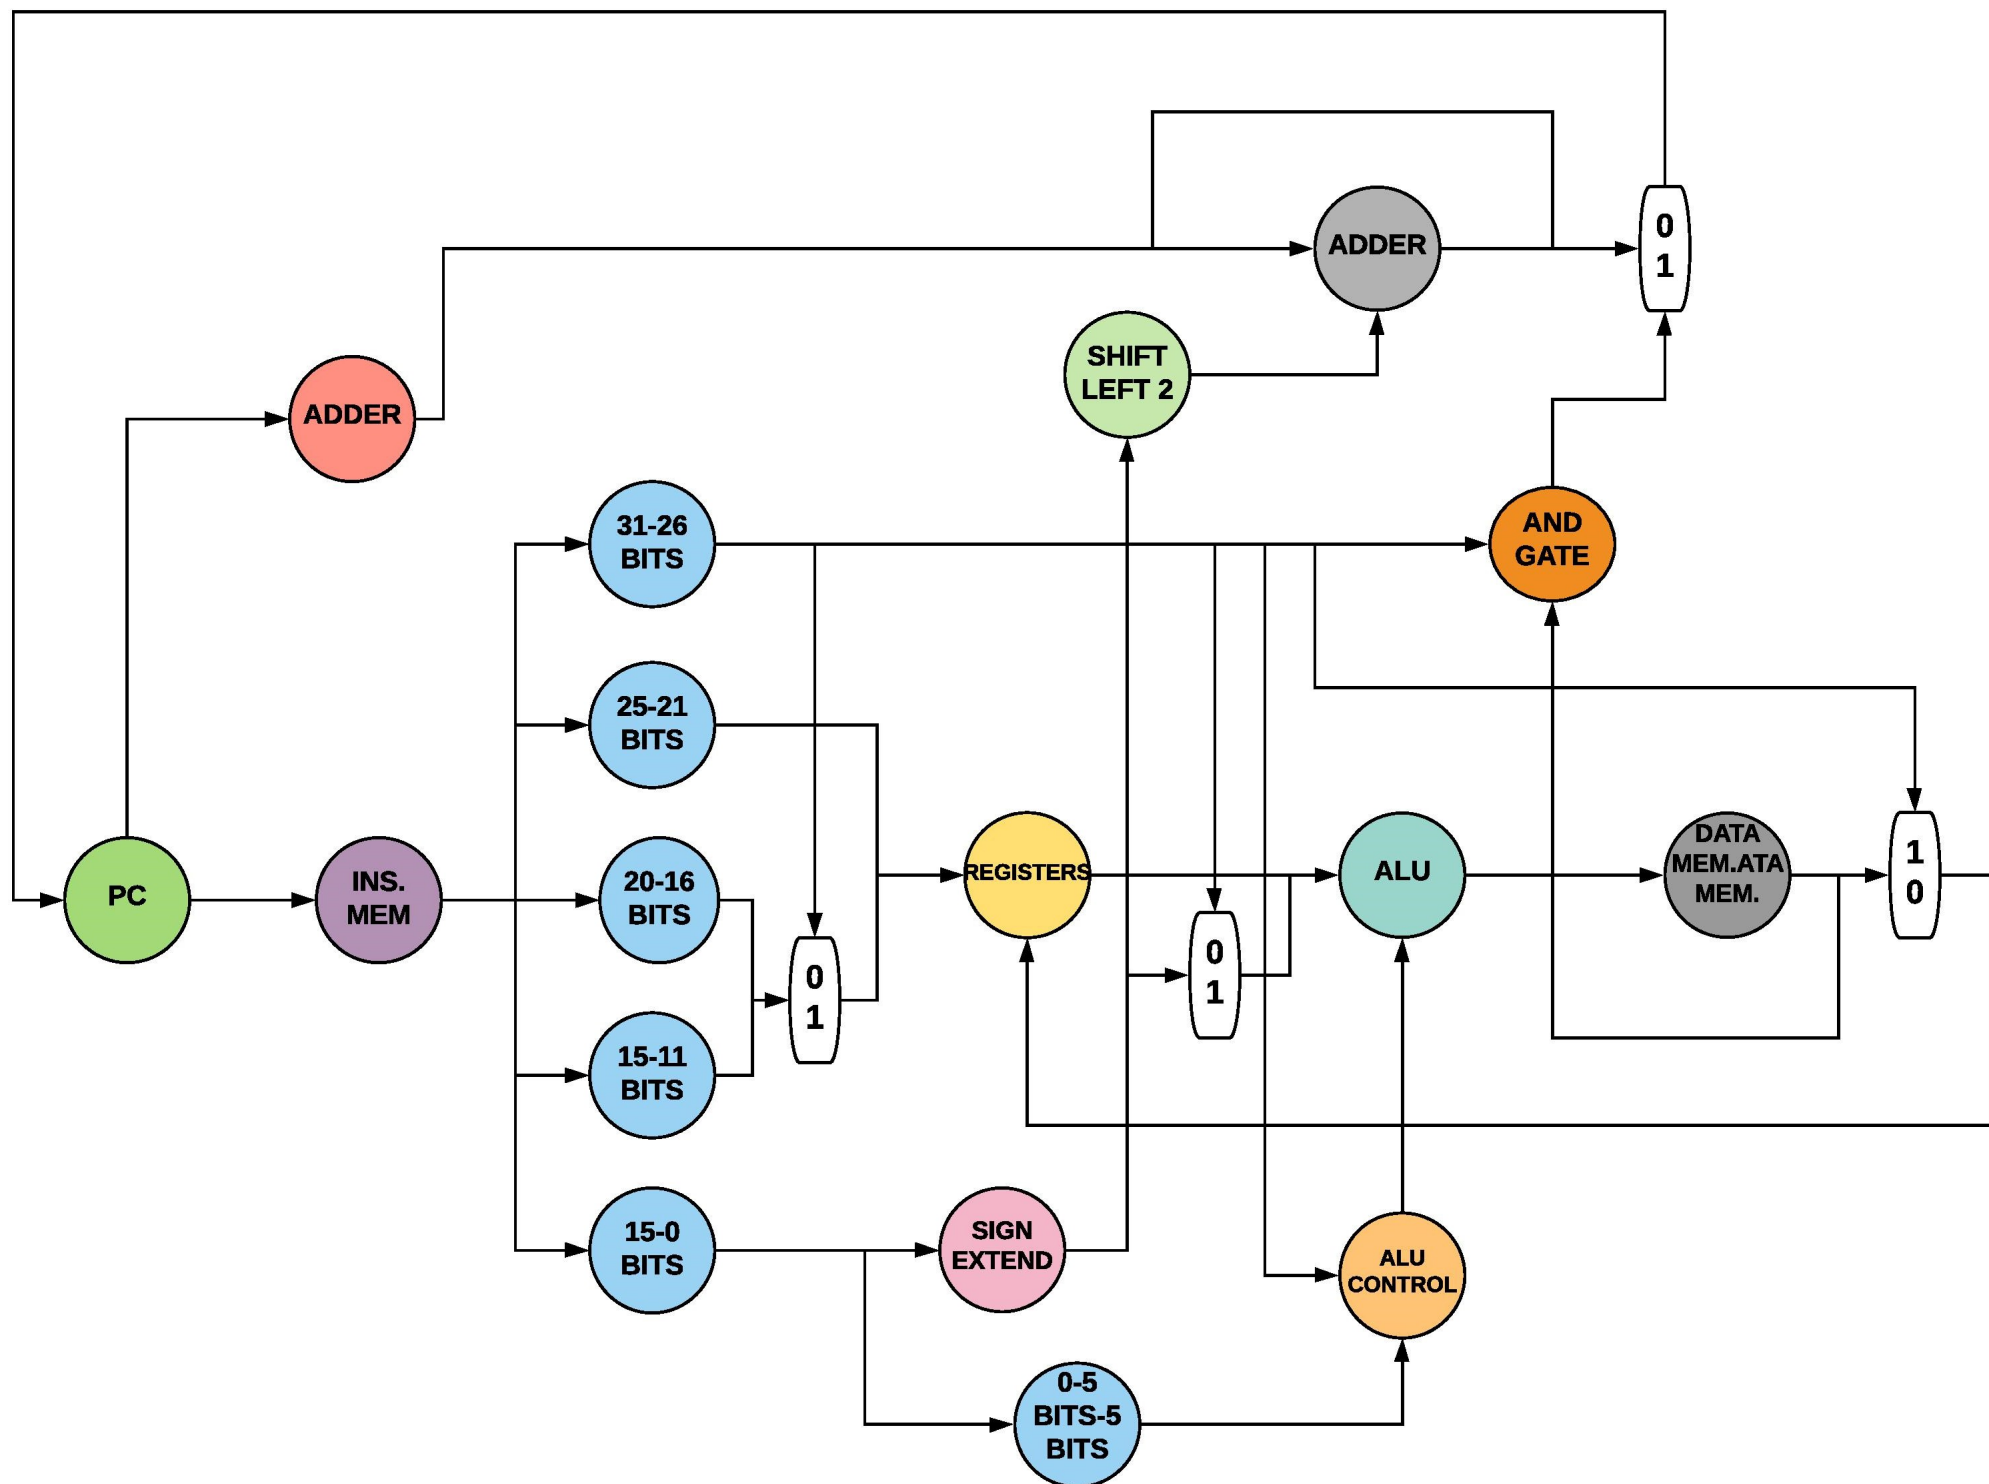 0
1
ADDER
SHIFT
LEFT 2
ADDER
31-26
BITS
AND
GATE
25-21
BITS
PC
INS.
MEM
20-16
BITS
0
1
REGISTERS
0
1
ALU
DATA
MEM.ATA
MEM.
1
0
15-11
BITS
15-0
BITS
SIGN
EXTEND
ALU
CONTROL
0-5
BITS-5
BITS